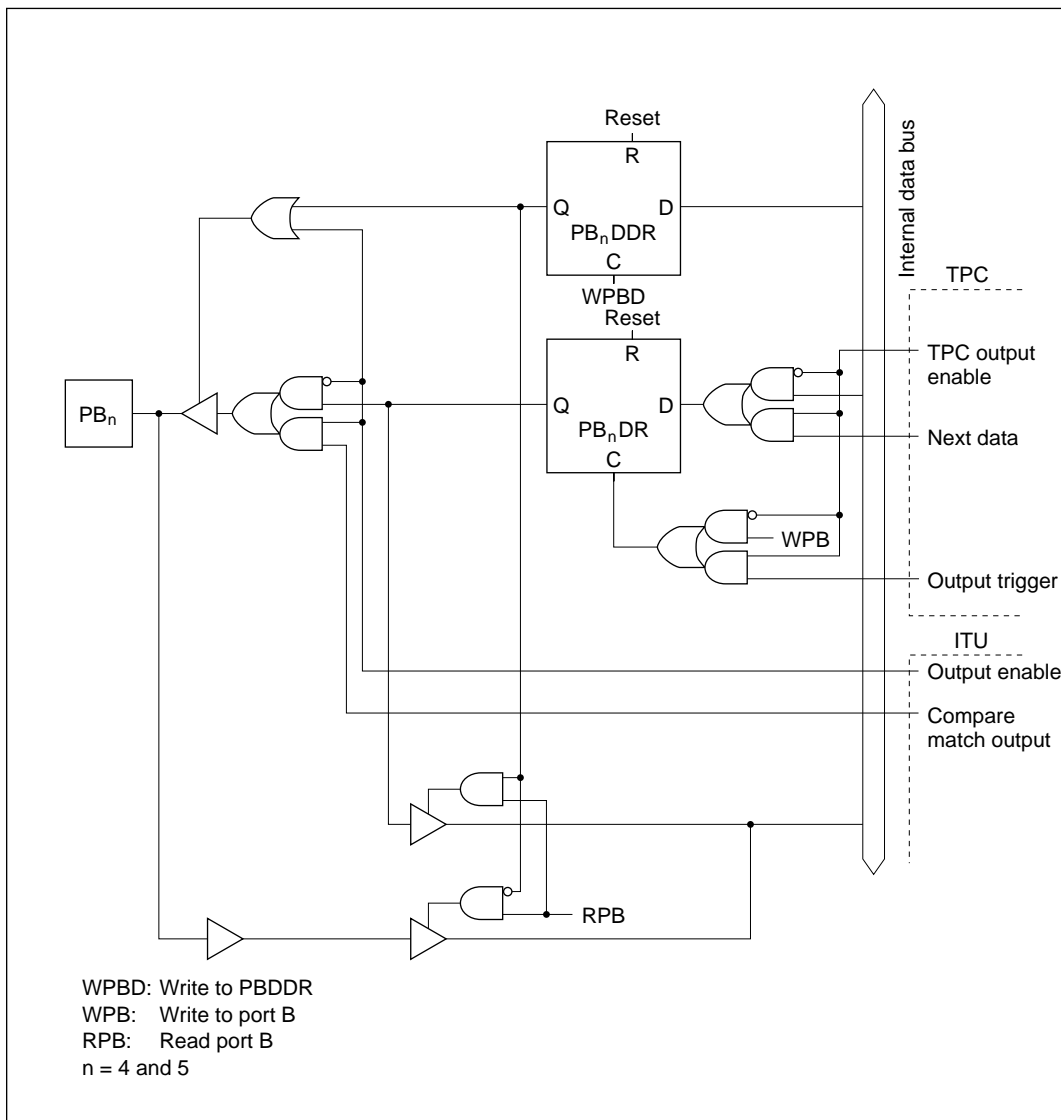 Reset
R
Q
D
PBnDDR
C
WPBD
Internal data bus
TPC
Reset
R
TPC output
enable
PBn
Q
D
PBnDR
C
Next data
WPB
Output trigger
ITU
Output enable
Compare
match output
RPB
WPBD: Write to PBDDR
WPB: Write to port B
RPB: Read port B
n = 4 and 5